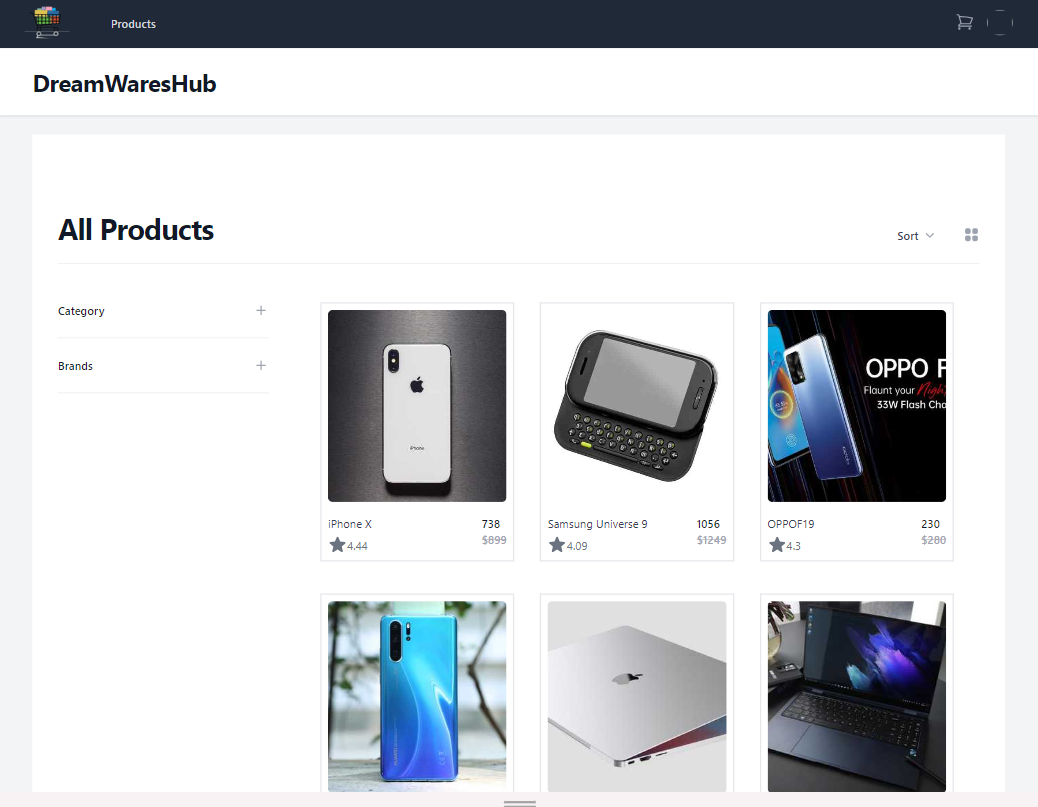 Products
DreamWaresHub
All Products
Sort
Category
Brands
iPhone
OPPO F
Flaunt your Nigh
33W Flash Cha
iPhone X 738
4.44 $899
Samsung Universe 9 1056
4.09 $1249
OPPOF19 230
4.3 $280